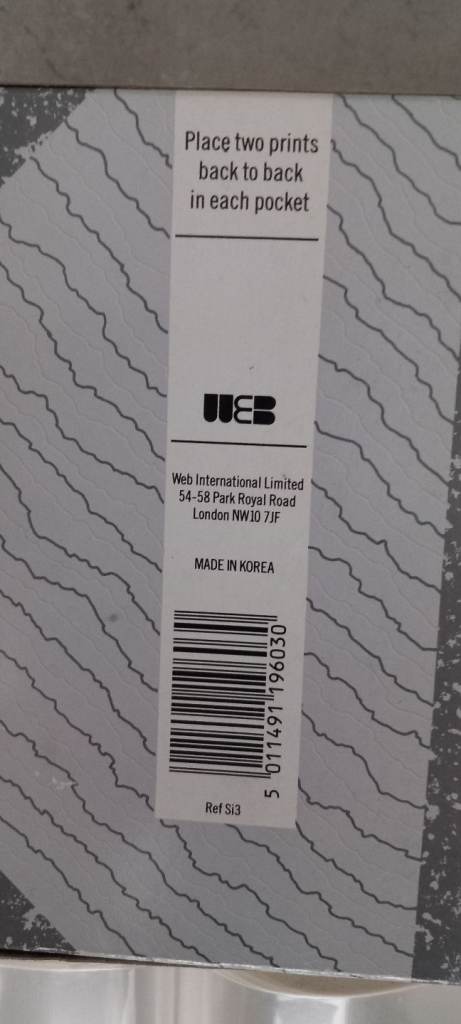 Place two prints
back to back
in each pocket
WEB
Web International Limited
54-58 Park Royal Road
London NW10 7JF
MADE IN KOREA
5 011491 196030
Ref Si3